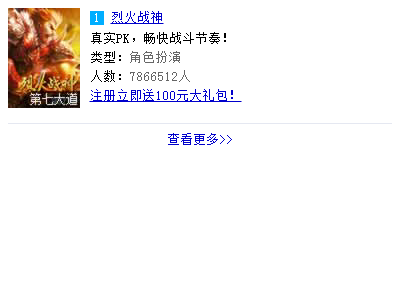 烈火战神
第七大道
1 烈火战神
真实PK，畅快战斗节奏！
类型：角色扮演
人数：7866512人
注册立即送100元大礼包！
查看更多>>